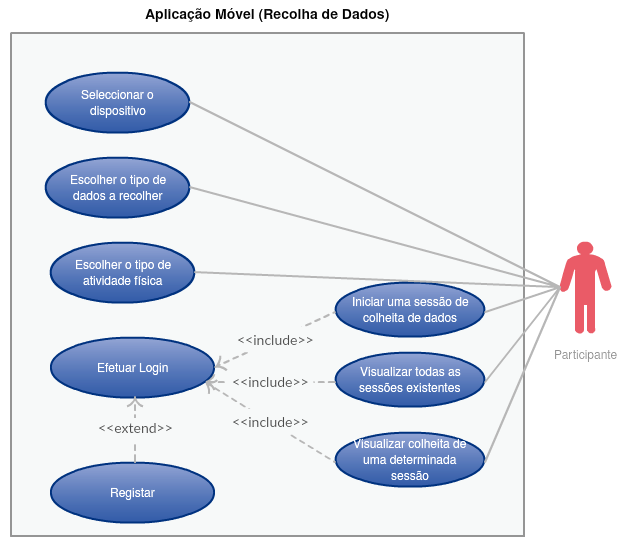 Aplicação Móvel (Recolha de Dados)
Seleccionar o
dispositivo
Escolher o tipo de
dados a recolher
Escolher o tipo de
atividade física
Iniciar uma sessão de
colheita de dados
<<include>>
Participante
Efetuar Login
<<include>>
Visualizar todas as
sessões existentes
<<include>>
<<extend>>
Visualizar colheita de
uma determinada
sessão
Registar